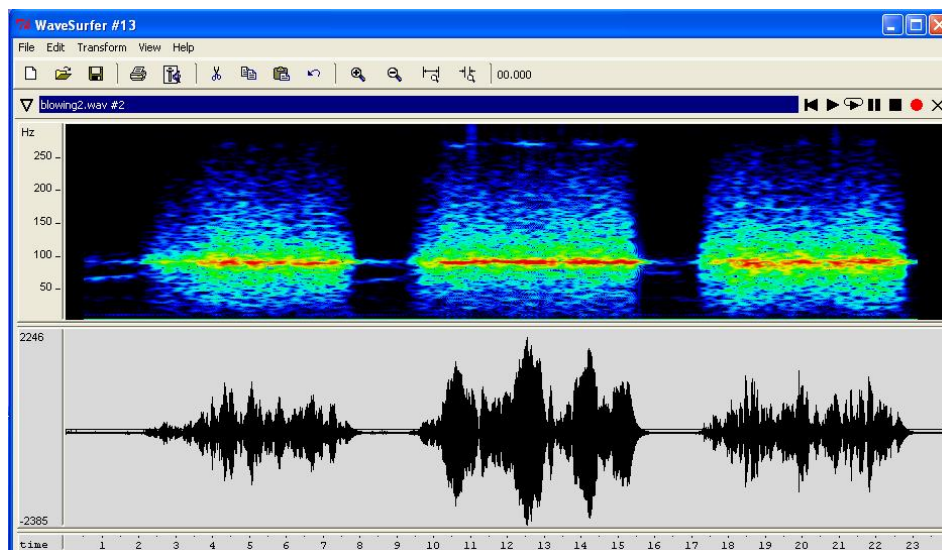 WaveSurfer #13
File Edit Transform View Help
00.000
blowing2.wav #2
Hz
250
200
150
100
50
2246
-2385
time 1 2 3 4 5 6 7 8 9 10 11 12 13 14 15 16 17 18 19 20 21 22 23